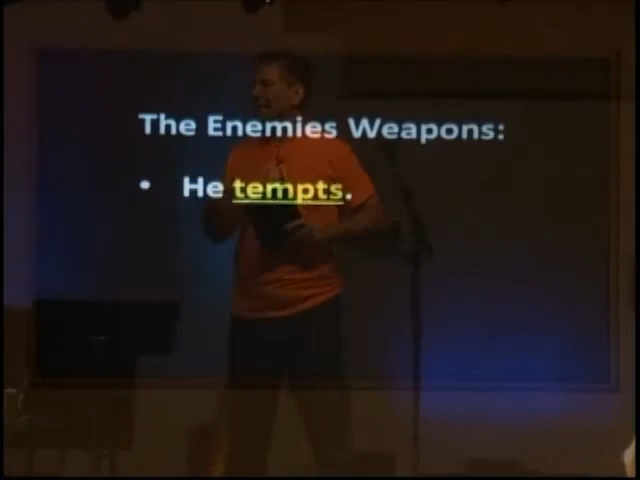 The Enemies Weapons:
• He tempts.